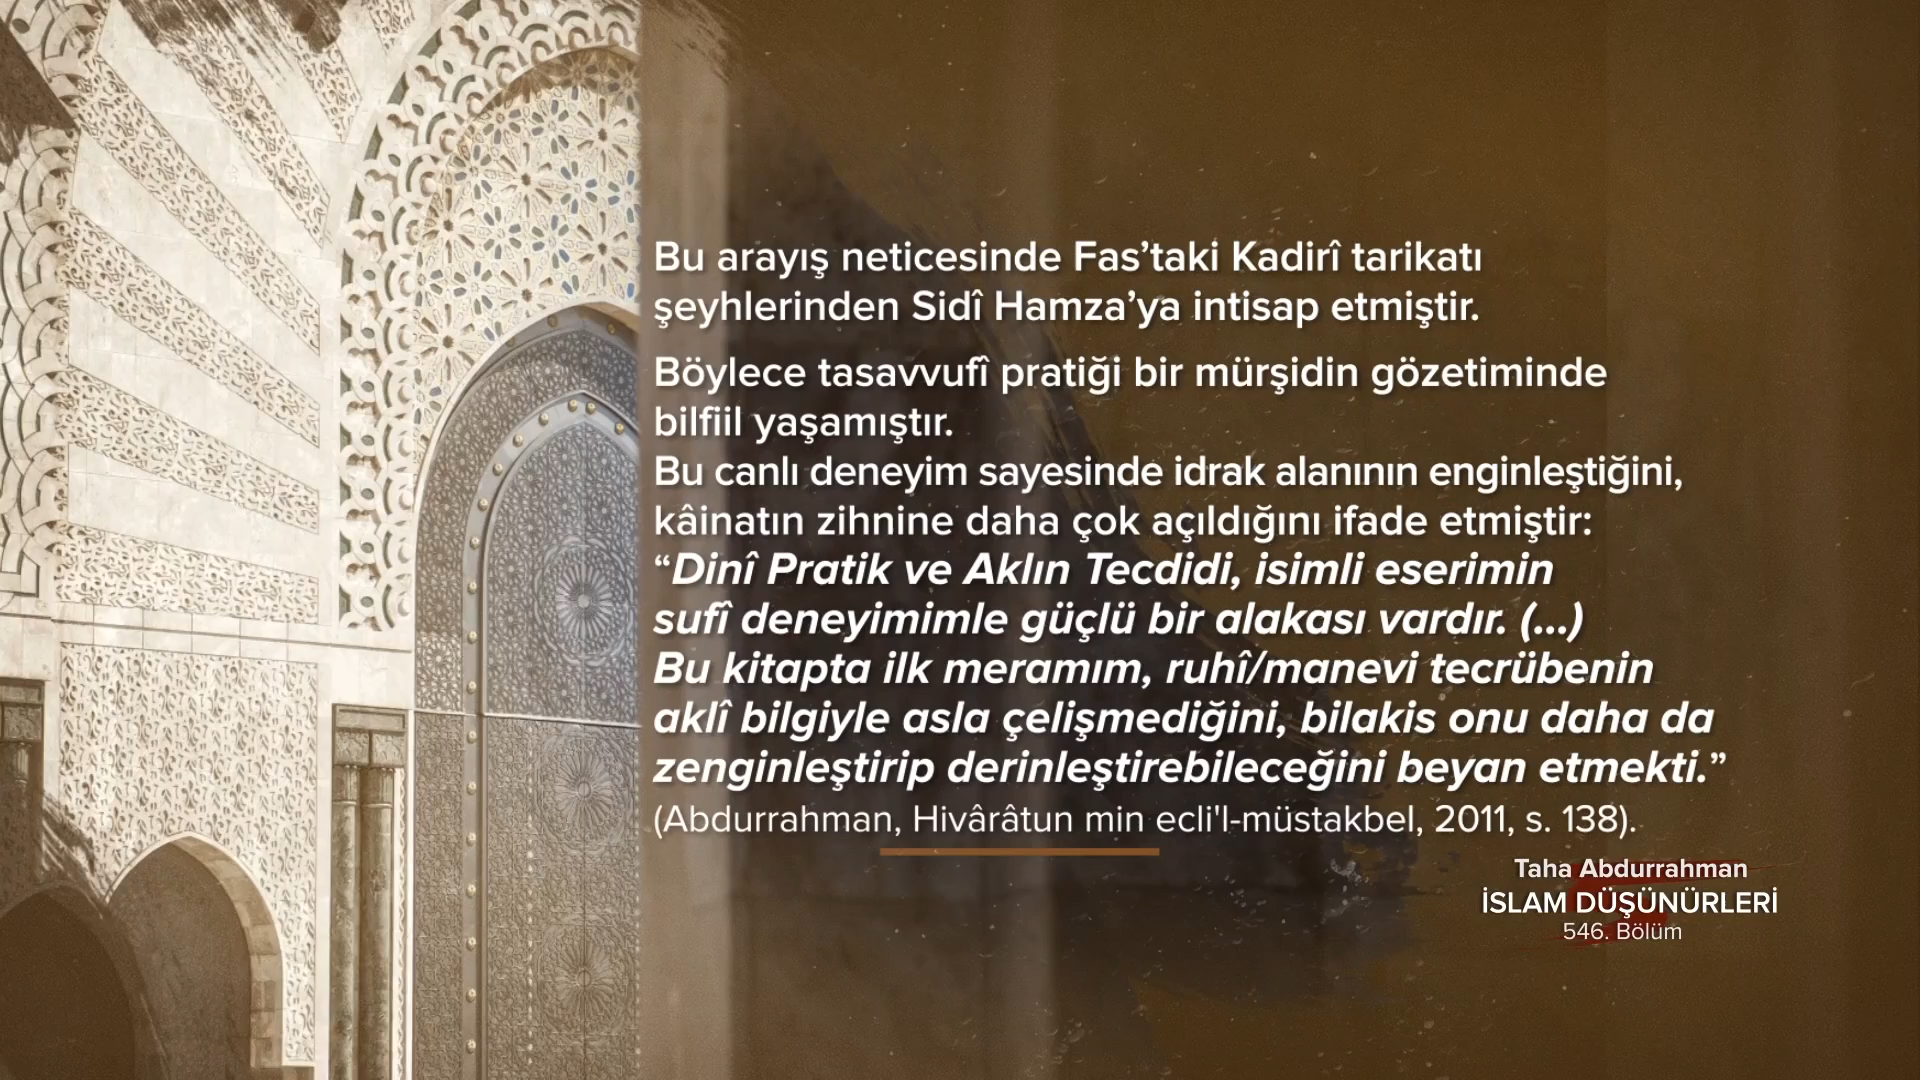 Bu arayış neticesinde Fas’taki Kadirî tarikatı
şeyhlerinden Sidî Hamza’ya intisap etmiştir.
Böylece tasavvufî pratiği bir mürşidin gözetiminde
bilfiil yaşamıştır.
Bu canlı deneyim sayesinde idrak alanının enginleştiğini,
kâinatın zihnine daha çok açıldığını ifade etmiştir:
“Dinî Pratik ve Aklın Tecdidi, isimli eserimin
sufî deneyimimle güçlü bir alakası vardır. (...)
Bu kitapta ilk meramım, ruhî/manevi tecrübenin
aklî bilgiyle asla çelişmediğini, bilakis onu daha da
zenginleştirip derinleştirebileceğini beyan etmekti.”
(Abdurrahman, Hivârâtun min ecli'l-müstakbel, 2011, s. 138).
Taha Abdurrahman
İSLAM DÜŞÜNÜRLERİ
546. Bölüm